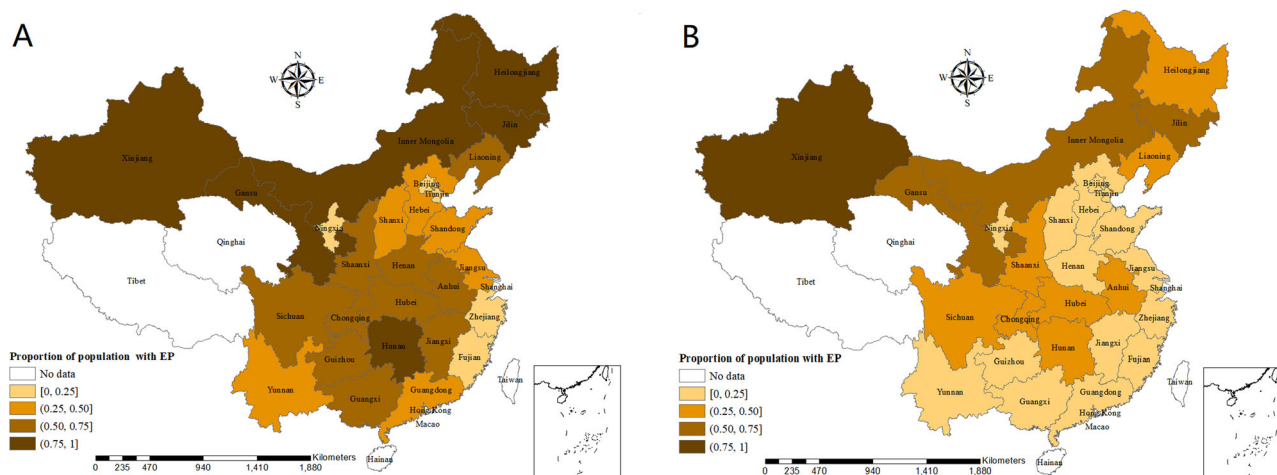 A
N
W E
S
Heilongjiang
Jilin
Inner Mongolia
Liaoning
Xinjiang
Gansu
Beijing
Tianjin
Hebei
Shanxi
Ningxia
Shandong
Qinghai
Shaanxi
Henan
Jiangsu
Tibet
Anhui
Shanghai
Hubei
Sichuan
Chongqing
Zhejiang
Hunan
Jiangxi
Guizhou
Fujian
Yunnan
Guangxi
Guangdong
Taiwan
Hong Kong
Macao
Hainan
Proportion of population with EP
No data
[0, 0.25]
(0.25, 0.50]
(0.50, 0.75]
(0.75, 1]
Kilometers
0 235 470 940 1,410 1,880
B
N
W E
S
Heilongjiang
Jilin
Inner Mongolia
Liaoning
Xinjiang
Gansu
Beijing
Tianjin
Hebei
Shanxi
Ningxia
Shandong
Qinghai
Shaanxi
Henan
Jiangsu
Tibet
Anhui
Shanghai
Hubei
Sichuan
Chongqing
Zhejiang
Hunan
Jiangxi
Guizhou
Fujian
Yunnan
Guangxi
Guangdong
Taiwan
Hong Kong
Macao
Hainan
Proportion of population with EP
No data
[0, 0.25]
(0.25, 0.50]
(0.50, 0.75]
(0.75, 1]
Kilometers
0 235 470 940 1,410 1,880